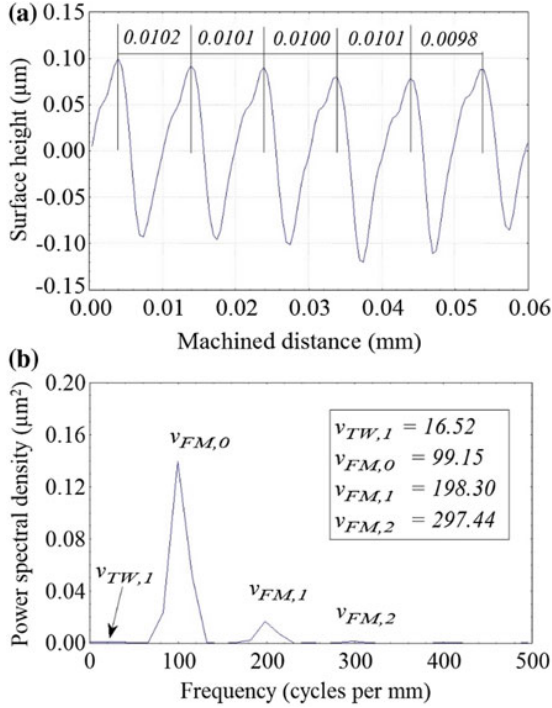 (a)
0.15
0.10
0.05
0.00
-0.05
-0.10
-0.15
Surface height (μm)
0.0102 0.0101 0.0100 0.0101 0.0098
0.00 0.01 0.02 0.03 0.04 0.05 0.06
Machined distance (mm)
(b)
0.20
0.16
0.12
0.08
0.04
0.00
Power spectral density (μm²)
vFM,0
vTW,1
vFM,1
vFM,2
vTW,1 = 16.52
vFM,0 = 99.15
vFM,1 = 198.30
vFM,2 = 297.44
0 100 200 300 400 500
Frequency (cycles per mm)